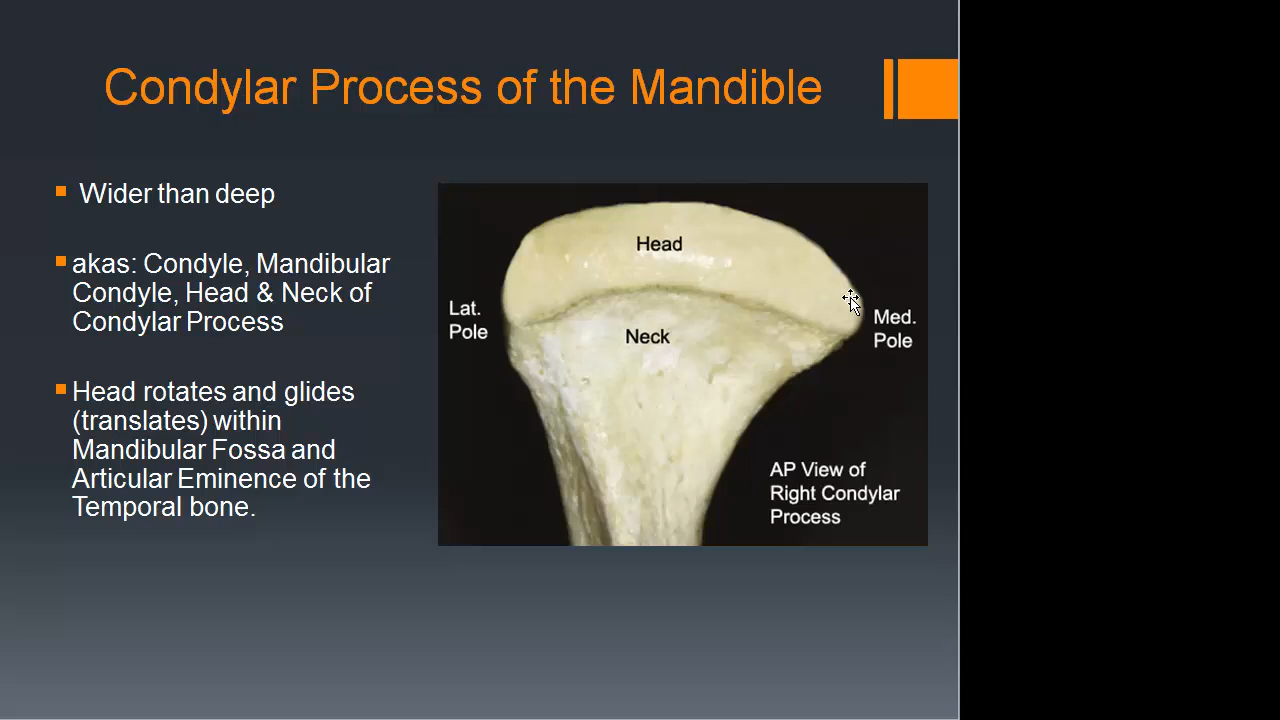 Condylar Process of the Mandible
Wider than deep
akas: Condyle, Mandibular
Condyle, Head & Neck of
Condylar Process
Head rotates and glides
(translates) within
Mandibular Fossa and
Articular Eminence of the
Temporal bone.
Head
Lat.
Pole
Neck
Med.
Pole
AP View of
Right Condylar
Process